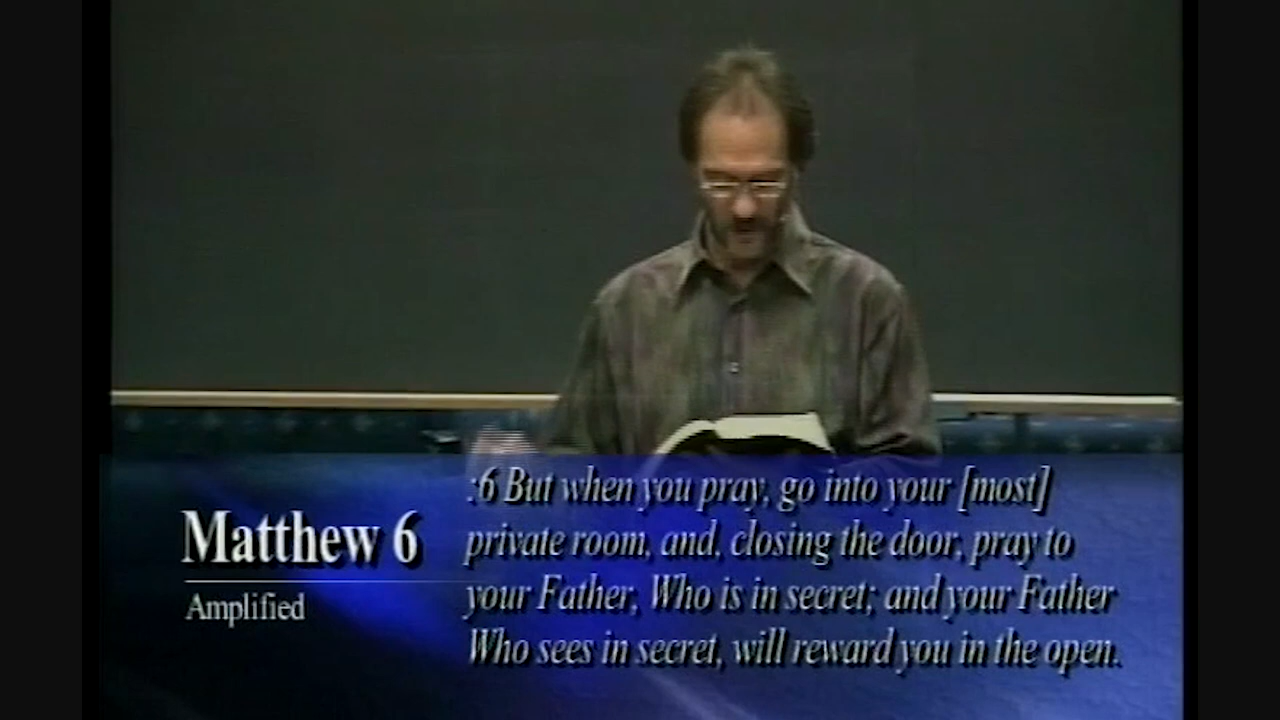 Matthew 6
Amplified
:6 But when you pray, go into your [most]
private room, and, closing the door, pray to
your Father, Who is in secret; and your Father
Who sees in secret, will reward you in the open.